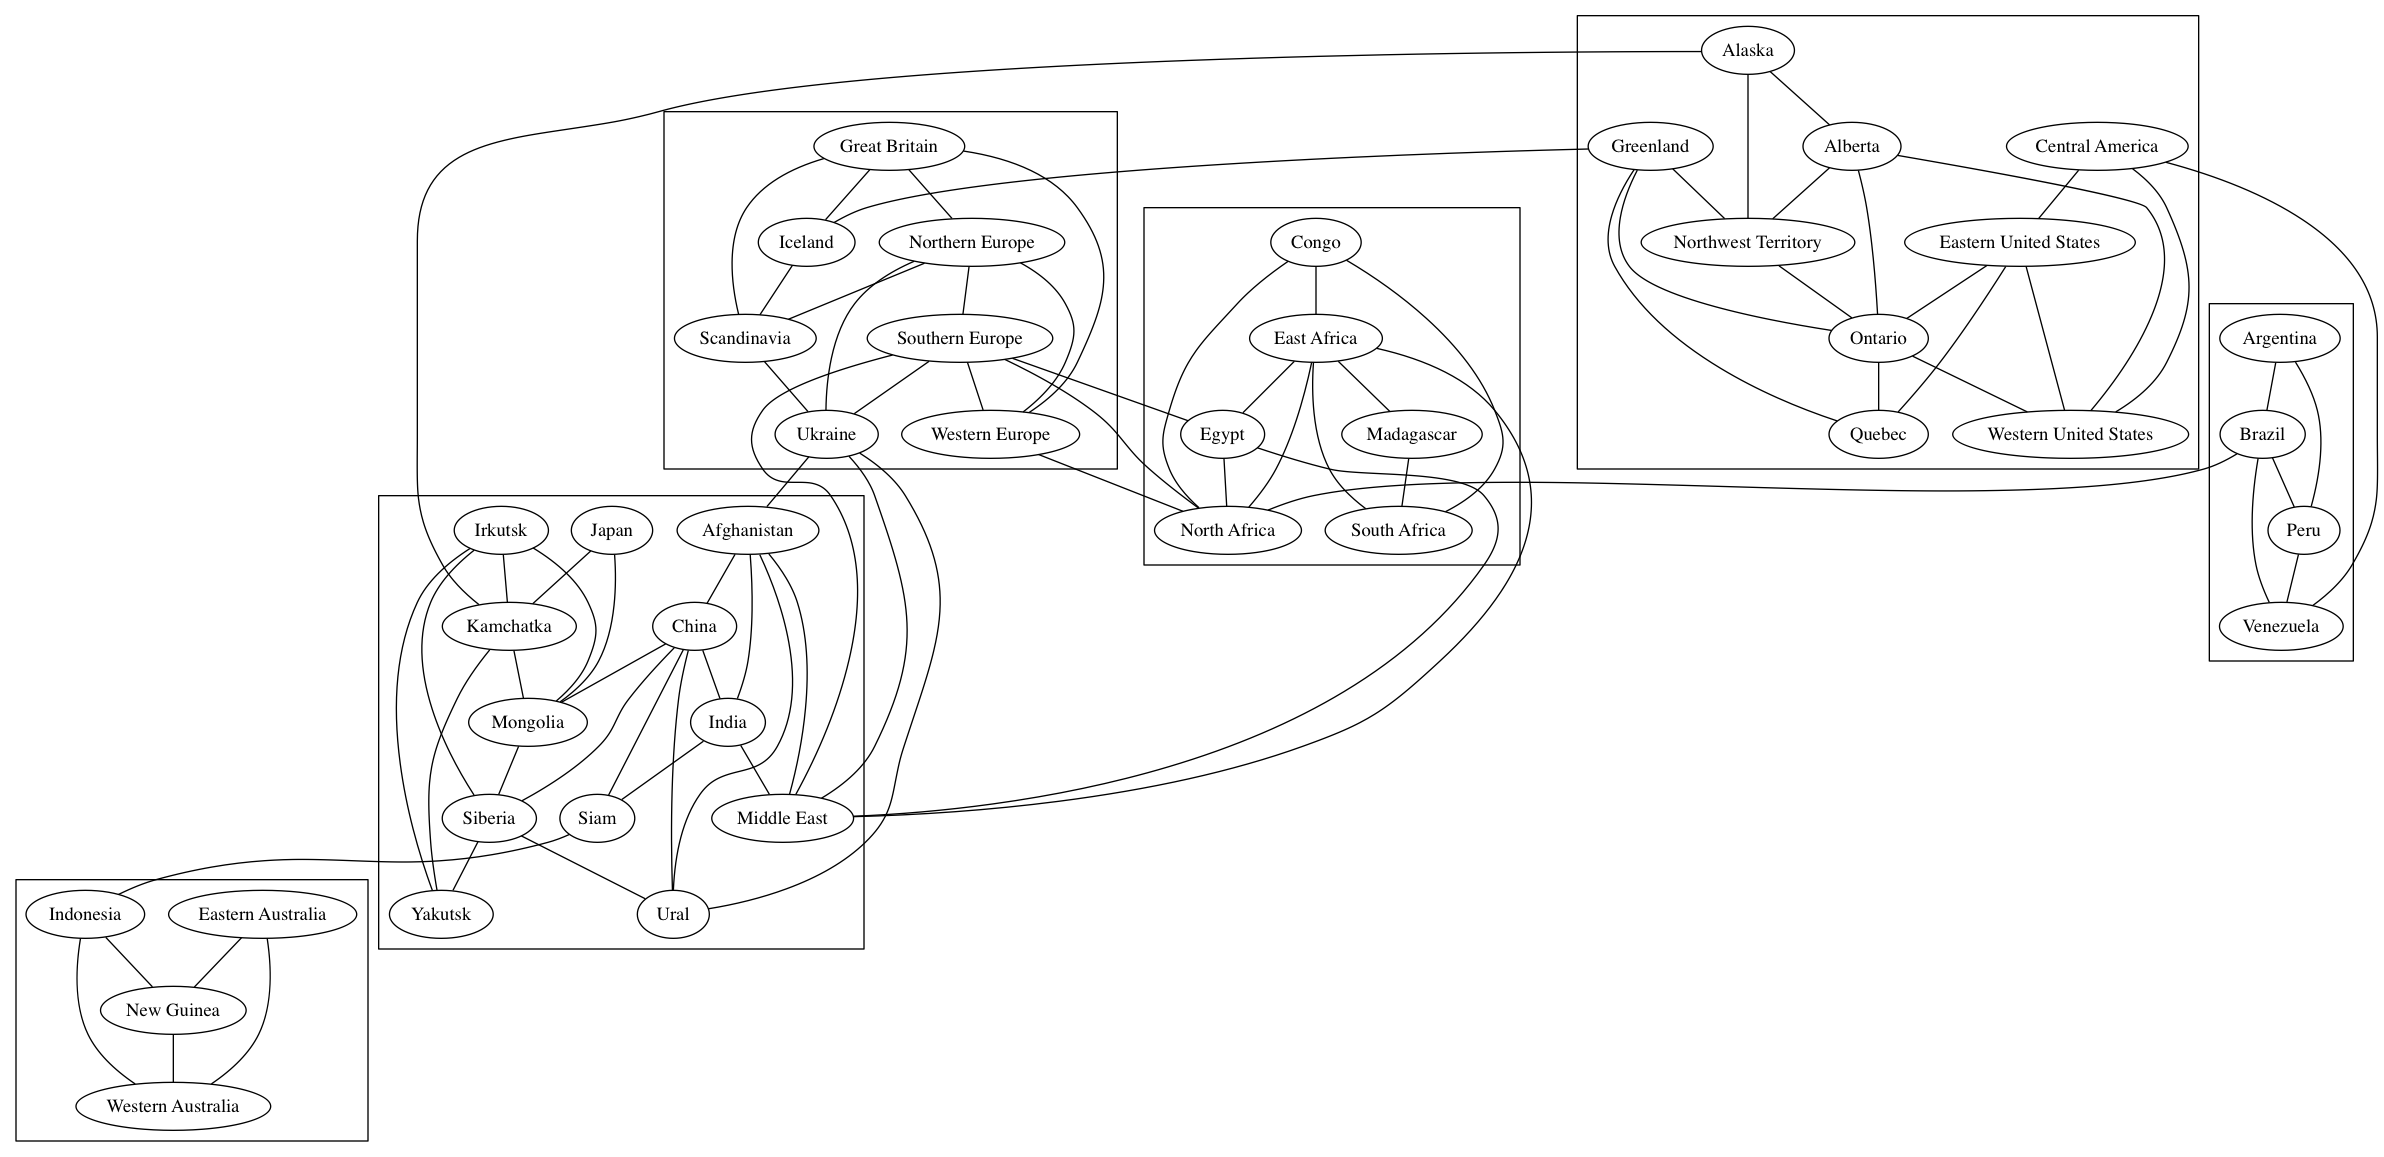 Alaska
Great Britain
Greenland
Alberta
Central America
Iceland
Northern Europe
Congo
Northwest Territory
Eastern United States
Scandinavia
Southern Europe
East Africa
Ontario
Argentina
Ukraine
Western Europe
Egypt
Madagascar
Quebec
Western United States
Brazil
Irkutsk
Japan
Afghanistan
North Africa
South Africa
Peru
Kamchatka
China
Venezuela
Mongolia
India
Siberia
Siam
Middle East
Indonesia
Eastern Australia
Yakutsk
Ural
New Guinea
Western Australia